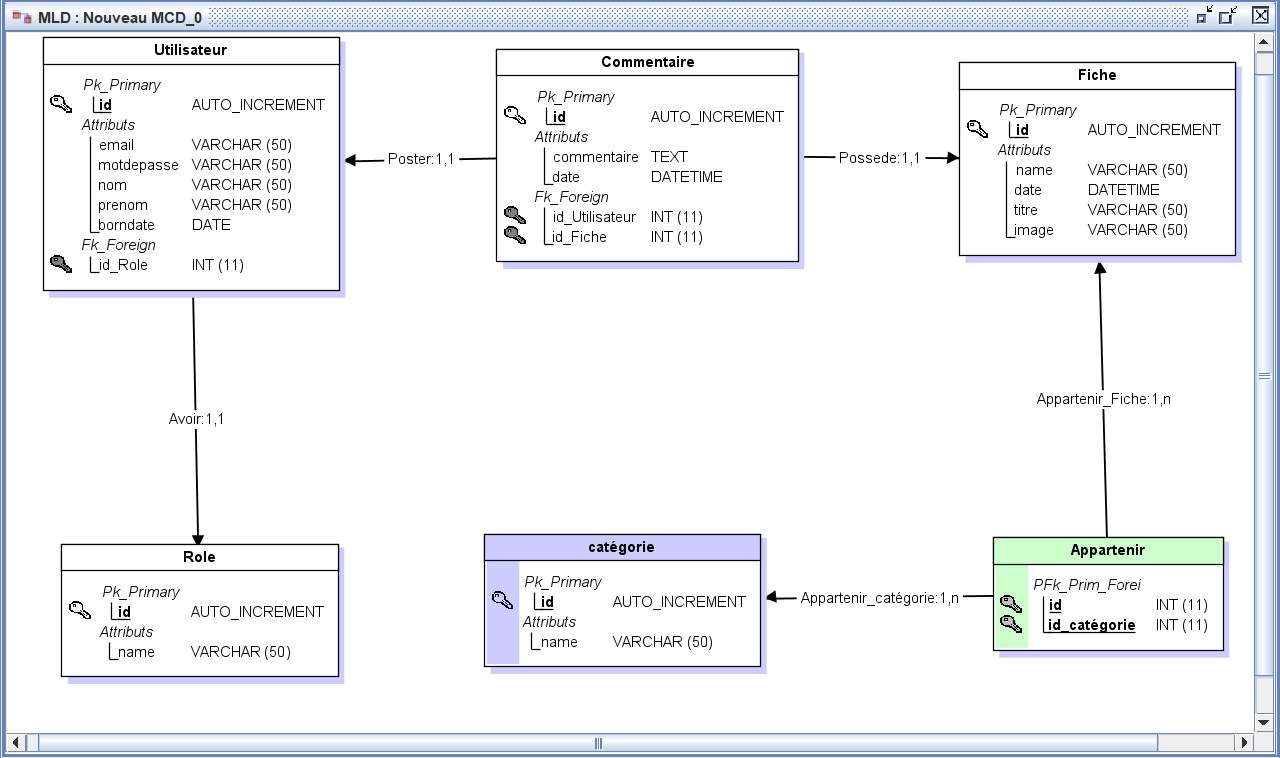 MLD : Nouveau MCD_0
Utilisateur
Pk_Primary
id AUTO_INCREMENT
Attributs
email VARCHAR (50)
motdepasse VARCHAR (50)
nom VARCHAR (50)
prenom VARCHAR (50)
borndate DATE
Fk_Foreign
id_Role INT (11)
Poster:1,1
Commentaire
Pk_Primary
id AUTO_INCREMENT
Attributs
commentaire TEXT
date DATETIME
Fk_Foreign
id_Utilisateur INT (11)
id_Fiche INT (11)
Possede:1,1
Fiche
Pk_Primary
id AUTO_INCREMENT
Attributs
name VARCHAR (50)
date DATETIME
titre VARCHAR (50)
image VARCHAR (50)
Avoir:1,1
Appartenir_Fiche:1,n
Role
Pk_Primary
id AUTO_INCREMENT
Attributs
name VARCHAR (50)
catégorie
Pk_Primary
id AUTO_INCREMENT
Attributs
name VARCHAR (50)
Appartenir_catégorie:1,n
Appartenir
PFk_Prim_Forei
id INT (11)
id_catégorie INT (11)